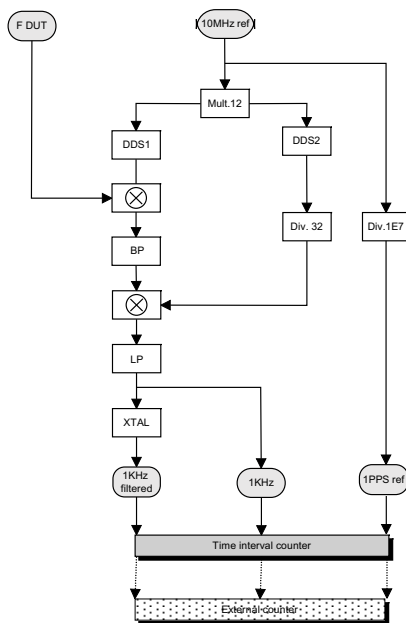 F DUT
10MHz ref
Mult.12
DDS1
DDS2
Div. 32
Div.1E7
BP
LP
XTAL
1KHz
filtered
1KHz
1PPS ref
Time interval counter
External counter